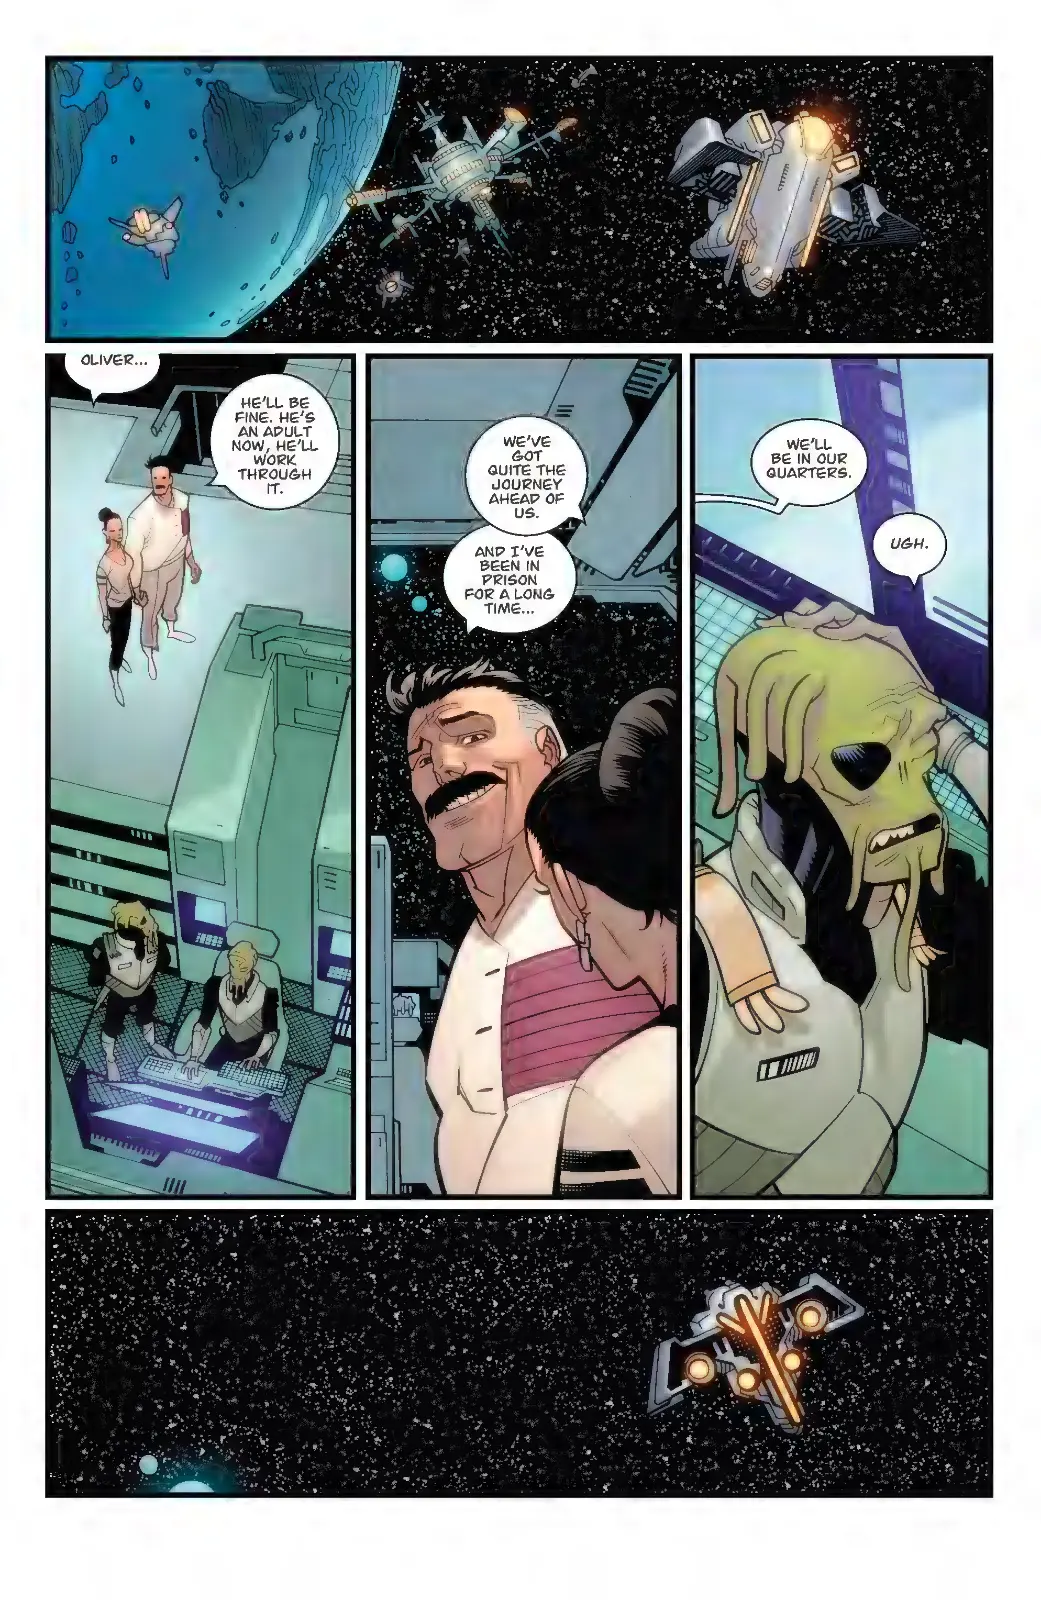 OLIVER...
HE'LL BE
FINE. HE'S
AN ADULT
NOW, HE'LL
WORK
THROUGH
IT.
WE'VE
GOT
QUITE THE
JOURNEY
AHEAD OF
US.
AND I'VE
BEEN IN
PRISON
FOR A LONG
TIME...
WE'LL
BE IN OUR
QUARTERS.
UGH.